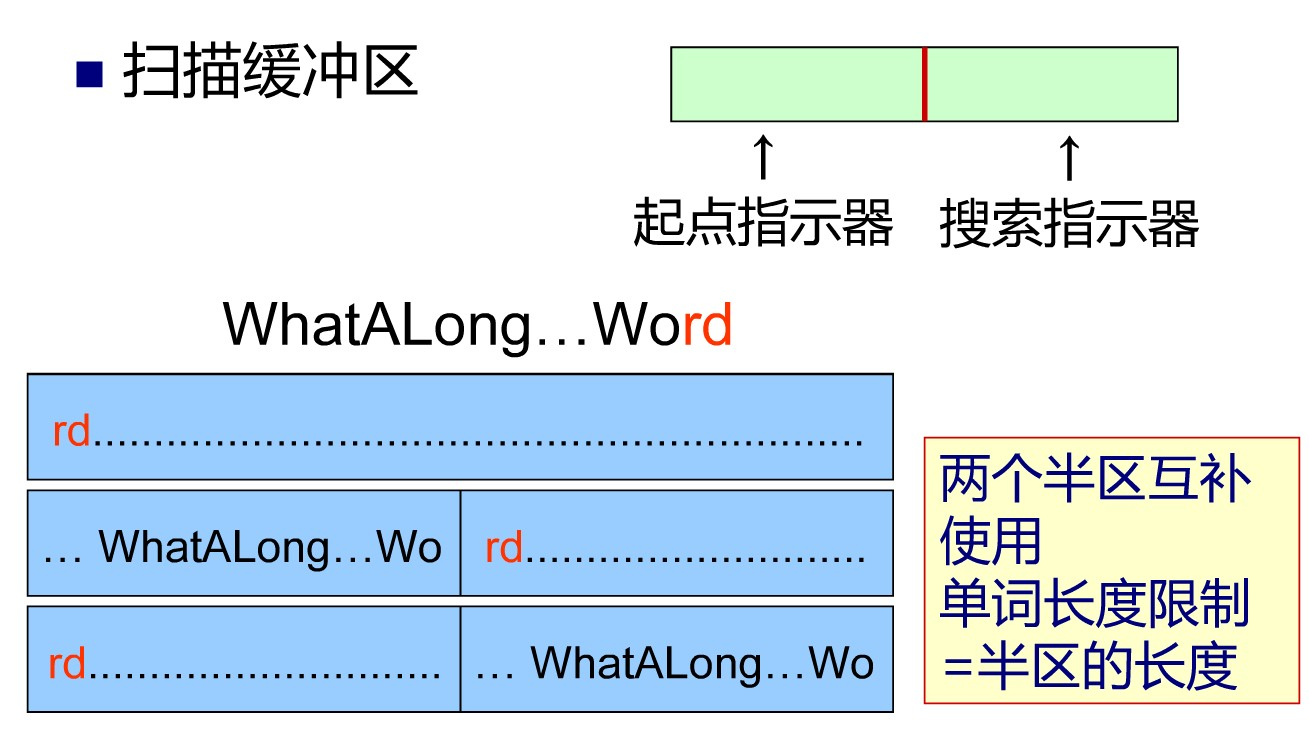 扫描缓冲区
↑ ↑
起点指示器 搜索指示器
WhatALong…Word
rd...............................................................
… WhatALong…Wo rd............................
rd............................. … WhatALong…Wo
两个半区互补
使用
单词长度限制
=半区的长度